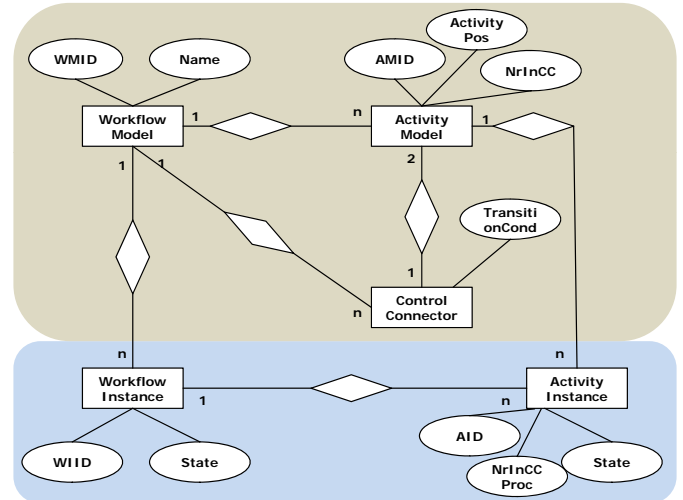 Activity
Pos
WMID
Name
AMID
NrInCC
Workflow
Model
1
n
Activity
Model
1
1
1
2
Transiti
onCond
1
n
Control
Connector
n
n
Workflow
Instance
1
n
Activity
Instance
AID
WIID
State
NrInCC
Proc
State